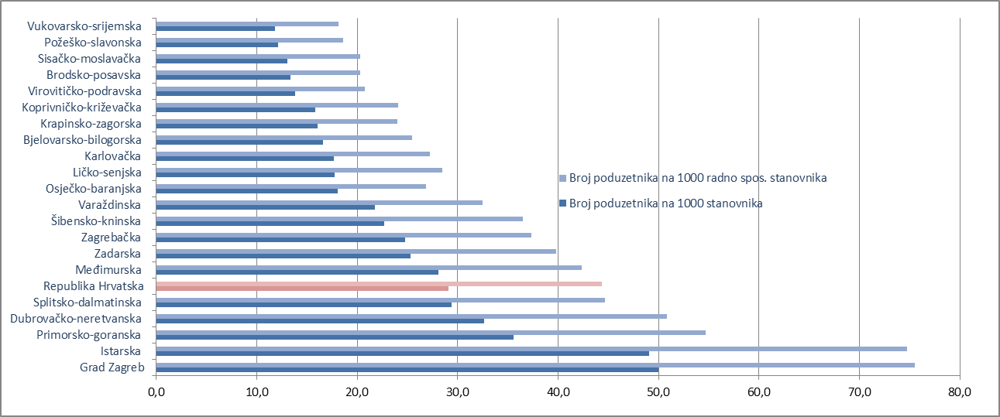 Vukovarsko-srijemska
Požeško-slavonska
Sisačko-moslavačka
Brodsko-posavska
Virovitičko-podravska
Koprivničko-križevačka
Krapinsko-zagorska
Bjelovarsko-bilogorska
Karlovačka
Ličko-senjska
Osječko-baranjska
Varaždinska
Šibensko-kninska
Zagrebačka
Zadarska
Međimurska
Republika Hrvatska
Splitsko-dalmatinska
Dubrovačko-neretvanska
Primorsko-goranska
Istarska
Grad Zagreb
Broj poduzetnika na 1000 radno spos. stanovnika
Broj poduzetnika na 1000 stanovnika
0,0 10,0 20,0 30,0 40,0 50,0 60,0 70,0 80,0